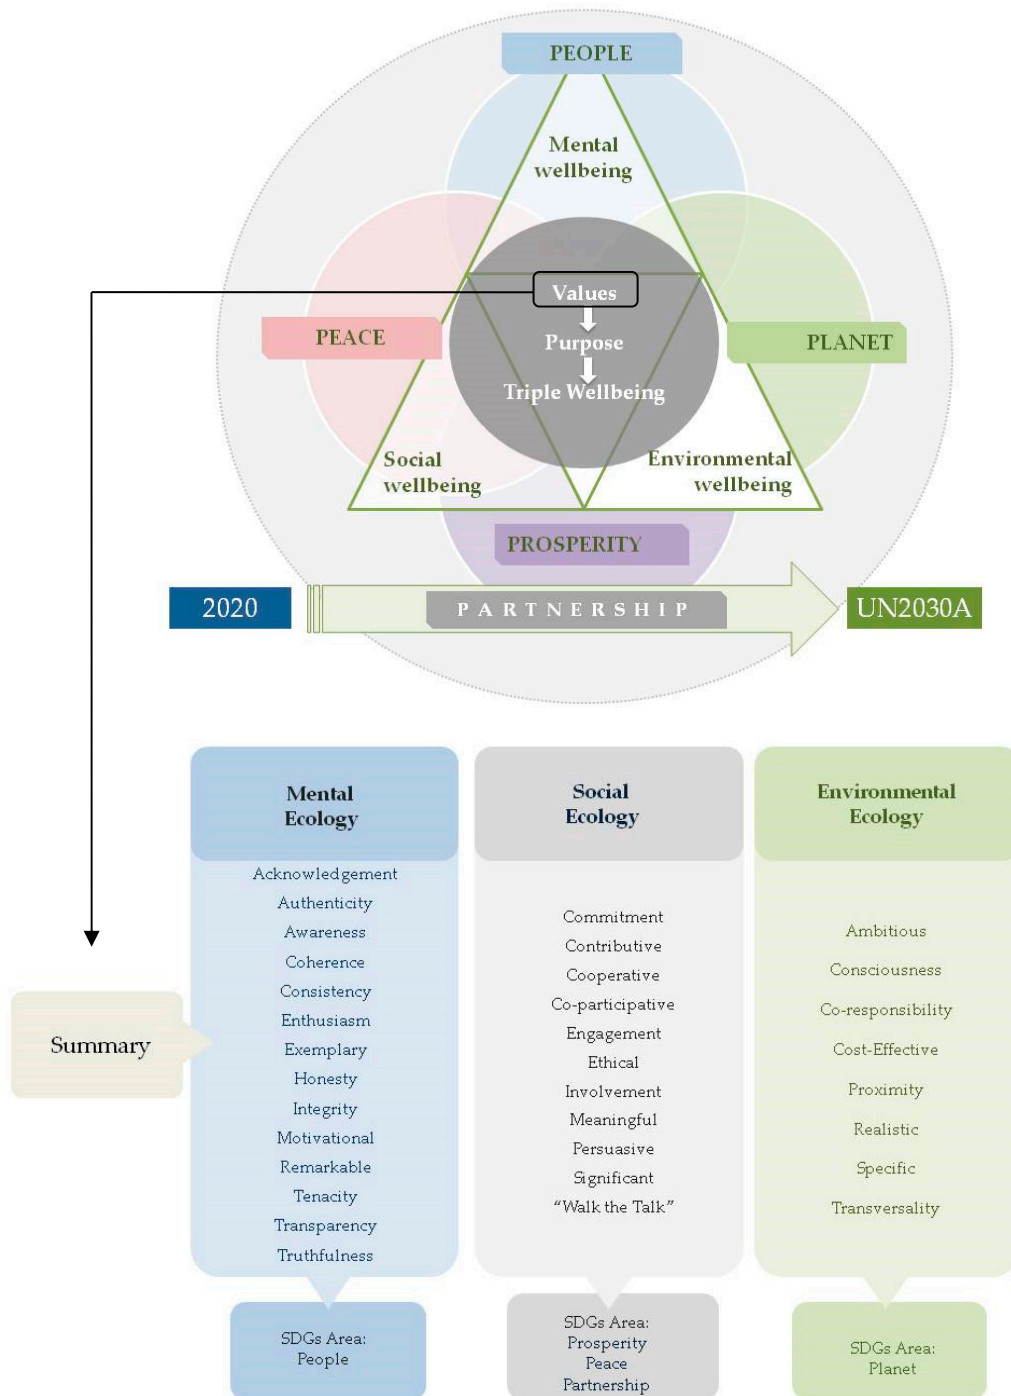 PEOPLE
Mental
wellbeing
Values
PEACE
Purpose
PLANET
Triple Wellbeing
Social
wellbeing
Environmental
wellbeing
PROSPERITY
2020
PARTNERSHIP
UN2030A
Summary
Mental
Ecology
Acknowledgement
Authenticity
Awareness
Coherence
Consistency
Enthusiasm
Exemplary
Honesty
Integrity
Motivational
Remarkable
Tenacity
Transparency
Truthfulness
SDGs Area:
People
Social
Ecology
Commitment
Contributive
Cooperative
Co-participative
Engagement
Ethical
Involvement
Meaningful
Persuasive
Significant
“Walk the Talk”
SDGs Area:
Prosperity
Peace
Partnership
Environmental
Ecology
Ambitious
Consciousness
Co-responsibility
Cost-Effective
Proximity
Realistic
Specific
Transversality
SDGs Area:
Planet